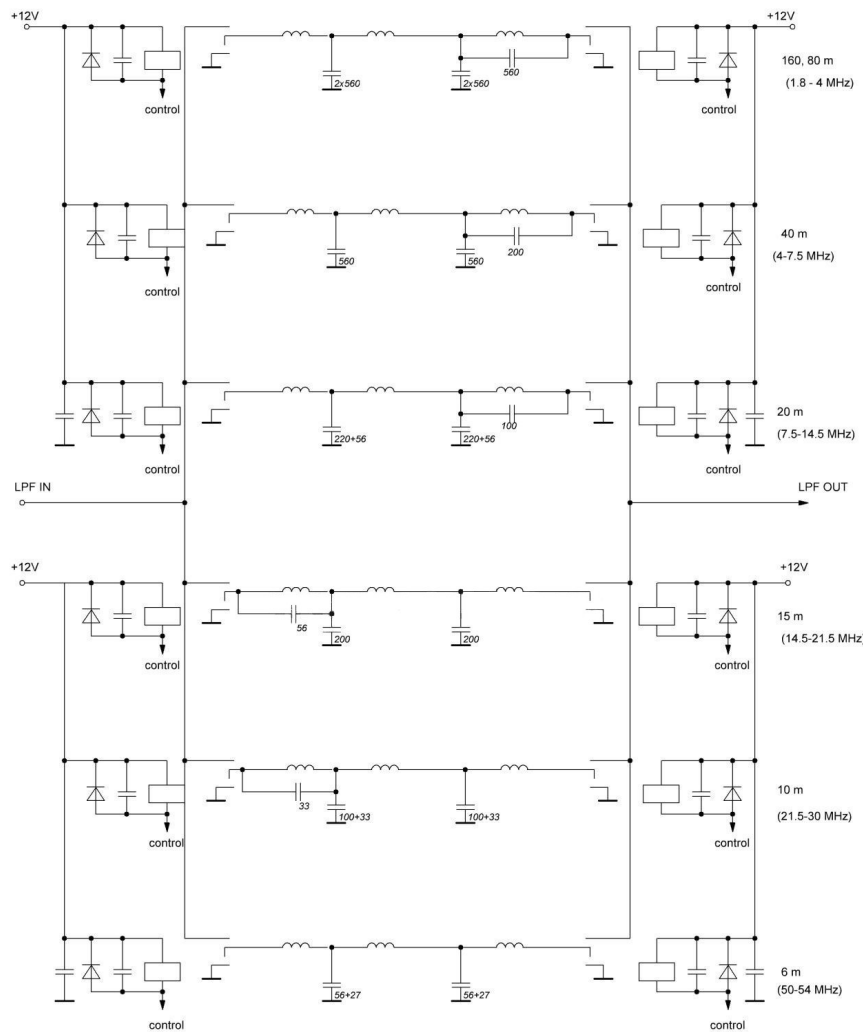 +12V
+12V
560
160, 80 m
2x560
2x560
(1.8 - 4 MHz)
control
control
40 m
200
560
560
(4-7.5 MHz)
control
control
20 m
100
220+56
220+56
(7.5-14.5 MHz)
control
control
LPF IN
LPF OUT
+12V
+12V
15 m
56
200
200
(14.5-21.5 MHz)
control
control
10 m
33
100+33
100+33
(21.5-30 MHz)
control
control
6 m
56+27
56+27
(50-54 MHz)
control
control